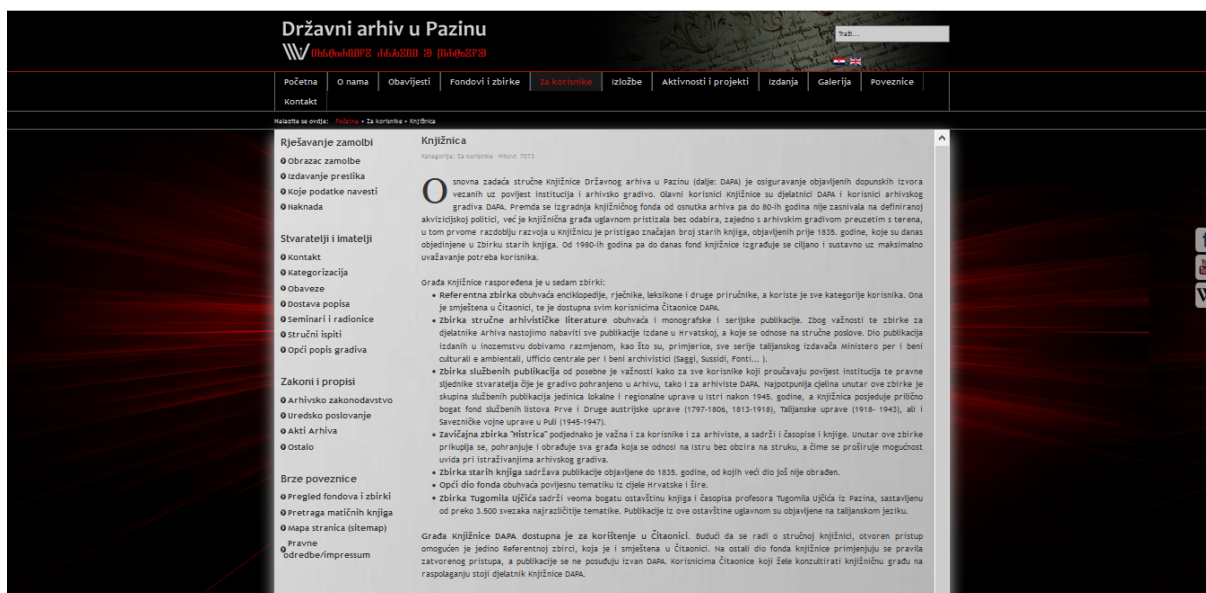 Državni arhiv u Pazinu
Traži...
Početna
O nama
Obavijesti
Fondovi i zbirke
Za korisnike
Izložbe
Aktivnosti i projekti
Izdanja
Galerija
Poveznice
Kontakt
Nalazite se ovdje: Početna • Za korisnike • Knjižnica
Rješavanje zamolbi
Obrazac zamolbe
Izdavanje preslika
Koje podatke navesti
Naknada
Stvaratelji i imatelji
Kontakt
Kategorizacija
Obaveze
Dostava popisa
Seminari i radionice
Stručni ispiti
Opći popis gradiva
Zakoni i propisi
Arhivsko zakonodavstvo
Uredsko poslovanje
Akti Arhiva
Ostalo
Brze poveznice
Pregled fondova i zbirki
Pretraga matičnih knjiga
Mapa stranica (sitemap)
Pravne
odredbe/impressum
Knjižnica
Kategorija: Za korisnike Hitovi: 7073
Osnovna zadaća stručne Knjižnice Državnog arhiva u Pazinu (dalje: DAPA) je osiguravanje objavljenih dopunskih izvora
vezanih uz povijest institucija i arhivsko gradivo. Glavni korisnici Knjižnice su djelatnici DAPA i korisnici arhivskog
gradiva DAPA. Premda se izgradnja knjižničnog fonda od osnutka arhiva pa do 80-ih godina nije zasnivala na definiranoj
akvizicijskoj politici, već je knjižnična građa uglavnom pristizala bez odabira, zajedno s arhivskim gradivom preuzetim s terena,
u tom prvome razdoblju razvoja u Knjižnicu je pristigao značajan broj starih knjiga, objavljenih prije 1835. godine, koje su danas
objedinjene u Zbirku starih knjiga. Od 1980-ih godina pa do danas fond knjižnice izgrađuje se ciljano i sustavno uz maksimalno
uvažavanje potreba korisnika.
Građa Knjižnice raspoređena je u sedam zbirki:
• Referentna zbirka obuhvaća enciklopedije, rječnike, leksikone i druge priručnike, a koriste je sve kategorije korisnika. Ona
je smještena u Čitaonici, te je dostupna svim korisnicima Čitaonice DAPA.
• Zbirka stručne arhivističke literature obuhvaća i monografske i serijske publikacije. Zbog važnosti te zbirke za
djelatnike Arhiva nastojimo nabaviti sve publikacije izdane u Hrvatskoj, a koje se odnose na stručne poslove. Dio publikacija
izdanih u inozemstvu dobivamo razmjenom, kao što su, primjerice, sve serije talijanskog izdavača Ministero per i beni
culturali e ambientali, Ufficio centrale per i beni archivistici (Saggi, Sussidi, Fonti... ).
• Zbirka službenih publikacija od posebne je važnosti kako za sve korisnike koji proučavaju povijest institucija te pravne
sljednike stvaratelja čije je gradivo pohranjeno u Arhivu, tako i za arhiviste DAPA. Najpotpunija cjelina unutar ove zbirke je
skupina službenih publikacija jedinica lokalne i regionalne uprave u Istri nakon 1945. godine, a Knjižnica posjeduje prilično
bogat fond službenih listova Prve i Druge austrijske uprave (1797-1806, 1813-1918), Talijanske uprave (1918- 1943), ali i
Savezničke vojne uprave u Puli (1945-1947).
• Zavičajna zbirka "Histrica" podjednako je važna i za korisnike i za arhiviste, a sadrži i časopise i knjige. Unutar ove zbirke
prikuplja se, pohranjuje i obrađuje sva građa koja se odnosi na Istru bez obzira na struku, a čime se proširuje mogućnost
uvida pri istraživanjima arhivskog gradiva.
• Zbirka starih knjiga sadržava publikacije objavljene do 1835. godine, od kojih veći dio još nije obrađen.
• Opći dio fonda obuhvaća povijesnu tematiku iz cijele Hrvatske i šire.
• Zbirka Tugomila Ujčića sadrži veoma bogatu ostavštinu knjiga i časopisa profesora Tugomila Ujčića iz Pazina, sastavljenu
od preko 3.500 svezaka najrazličitije tematike. Publikacije iz ove ostavštine uglavnom su objavljene na talijanskom jeziku.
Građa Knjižnice DAPA dostupna je za korištenje u Čitaonici. Budući da se radi o stručnoj knjižnici, otvoren pristup
omogućen je jedino Referentnoj zbirci, koja je i smještena u Čitaonici. Na ostali dio fonda knjižnice primjenjuju se pravila
zatvorenog pristupa, a publikacije se ne posuđuju izvan DAPA. Korisnicima Čitaonice koji žele konzultirati knjižničnu građu na
raspolaganju stoji djelatnik Knjižnice DAPA.